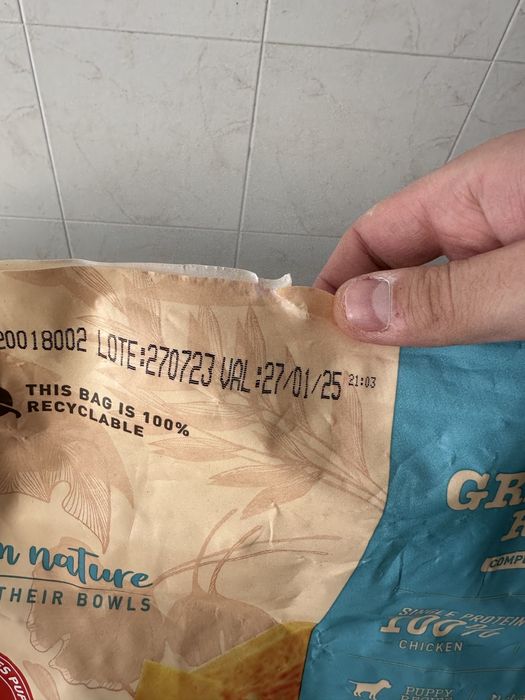 20018002 LOTE:270723 VAL:27/01/25 21:03
THIS BAG IS 100%
RECYCLABLE
nature
THEIR BOWLS
SINGLE PROTEIN
100%
CHICKEN
PUPPY